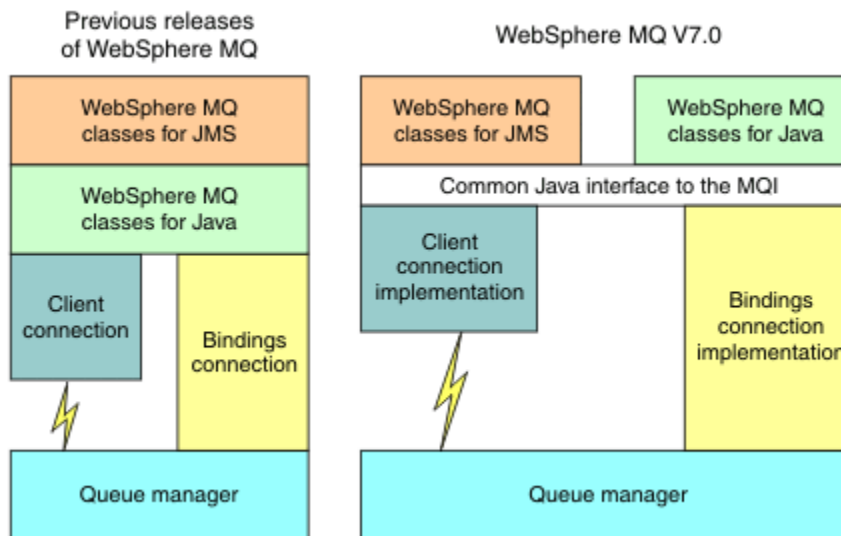 Previous releases
of WebSphere MQ
WebSphere MQ
classes for JMS
WebSphere MQ
classes for Java
Client
connection
Bindings
connection
Queue manager
WebSphere MQ V7.0
WebSphere MQ
classes for JMS
WebSphere MQ
classes for Java
Common Java interface to the MQI
Client
connection
implementation
Bindings
connection
implementation
Queue manager